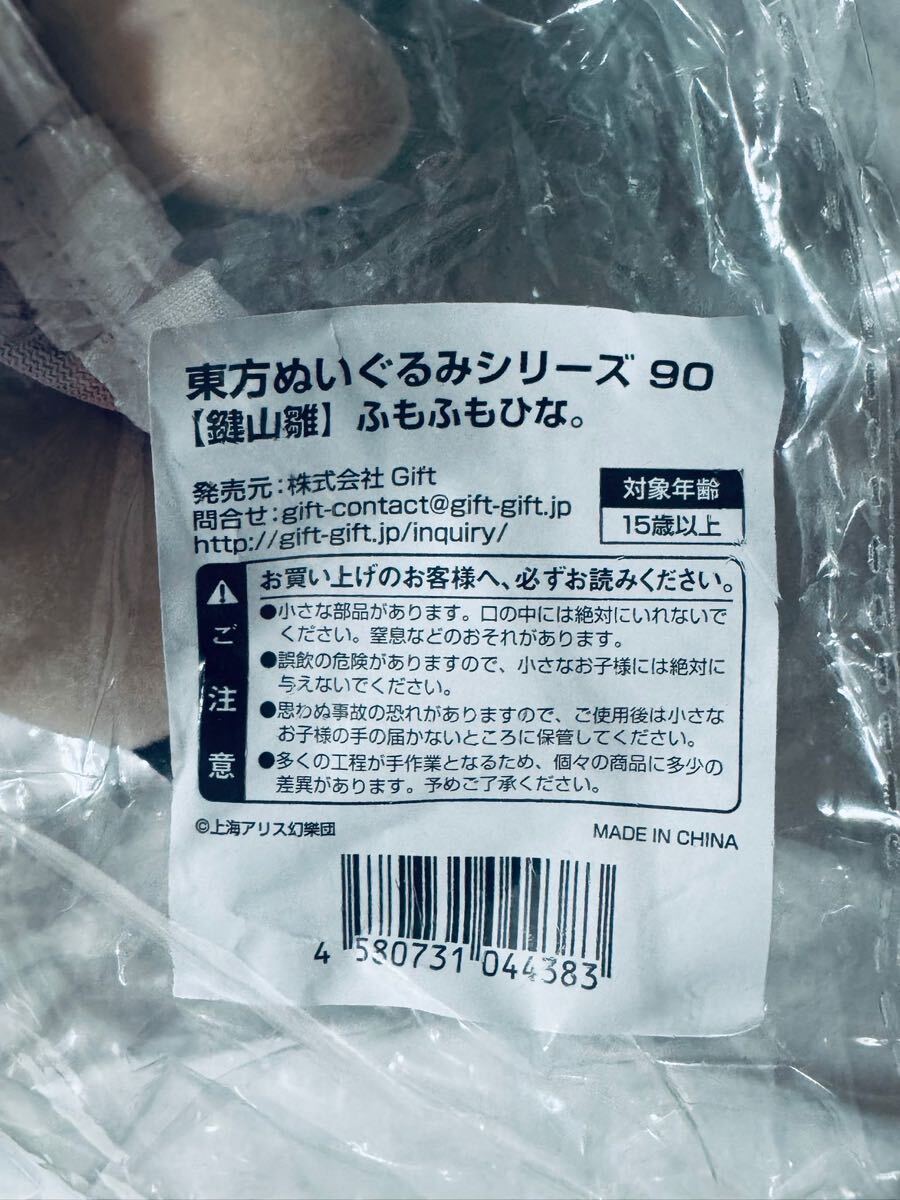 東方ぬいぐるみシリーズ 90
【鍵山雛】ふもふもひな。
発売元:株式会社 Gift
問合せ:gift-contact@gift-gift.jp
http://gift-gift.jp/inquiry/
対象年齢
15歳以上
ご注意
お買い上げのお客様へ、必ずお読みください。
●小さな部品があります。口の中には絶対にいれないで
ください。窒息などのおそれがあります。
●誤飲の危険がありますので、小さなお子様には絶対に
与えないでください。
●思わぬ事故の恐れがありますので、ご使用後は小さな
お子様の手の届かないところに保管してください。
●多くの工程が手作業となるため、個々の商品に多少の
差異があります。予めご了承ください。
©上海アリス幻樂団
MADE IN CHINA
4 580731 044383